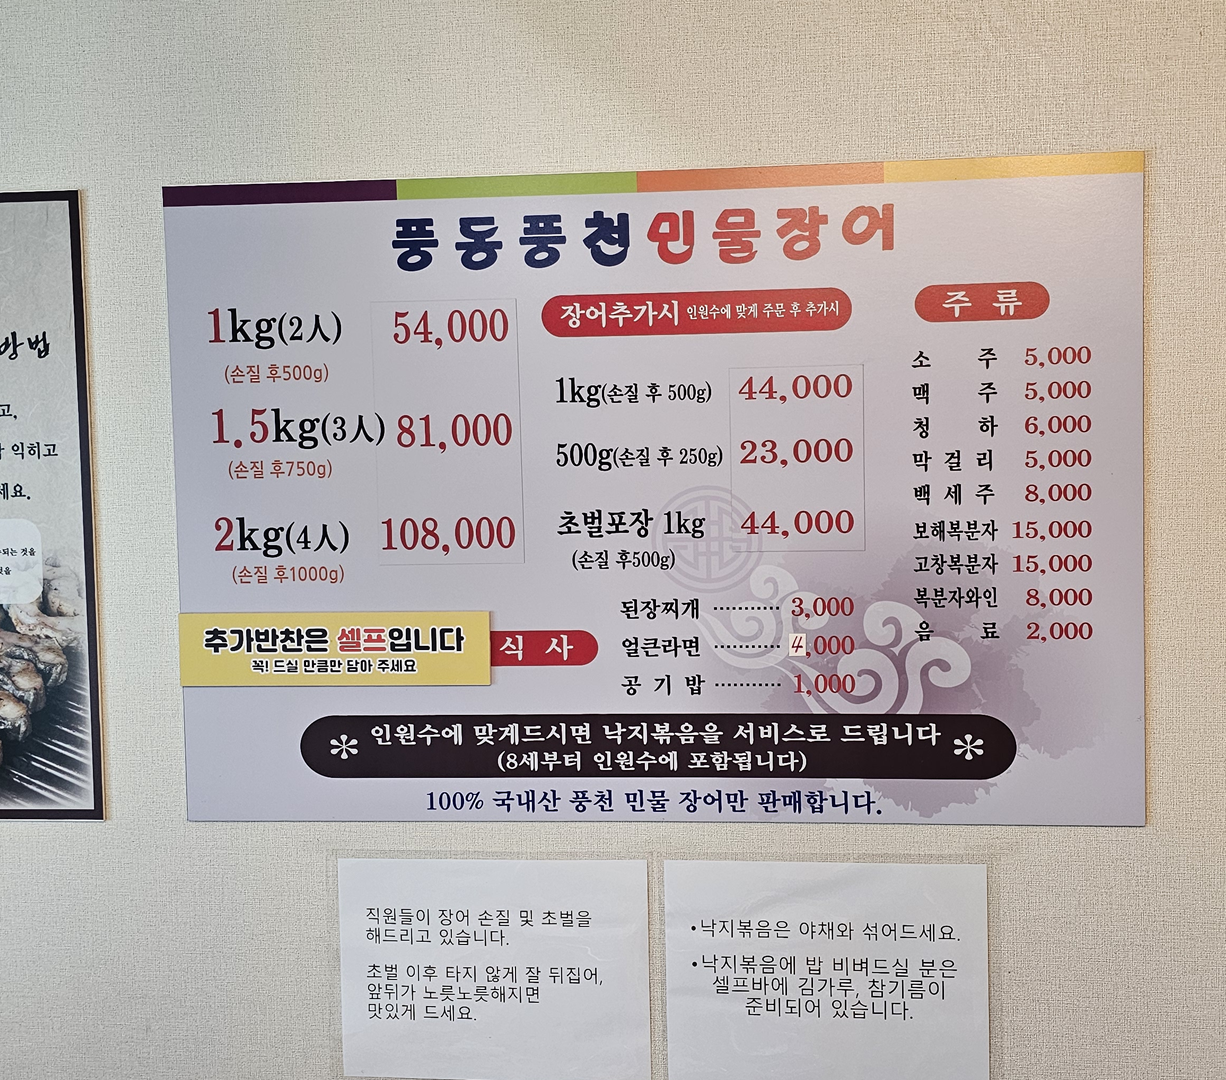 방법
고,
익히고
세요.
되는 것을
것을
풍동풍천민물장어
1kg(2人) 54,000
(손질 후500g)
1.5kg(3人) 81,000
(손질 후750g)
2kg(4人) 108,000
(손질 후1000g)
추가반찬은 셀프입니다
꼭! 드실 만큼만 담아 주세요
장어추가시 인원수에 맞게 주문 후 추가시
1kg(손질 후 500g) 44,000
500g(손질 후 250g) 23,000
초벌포장 1kg 44,000
(손질 후500g)
식 사
된장찌개 ··········· 3,000
얼큰라면 ··········· 4,000
공 기 밥 ··········· 1,000
주 류
소 주 5,000
맥 주 5,000
청 하 6,000
막 걸 리 5,000
백 세 주 8,000
보해복분자 15,000
고창복분자 15,000
복분자와인 8,000
음 료 2,000
* 인원수에 맞게드시면 낙지볶음을 서비스로 드립니다 *
(8세부터 인원수에 포함됩니다)
100% 국내산 풍천 민물 장어만 판매합니다.
직원들이 장어 손질 및 초벌을
해드리고 있습니다.
초벌 이후 타지 않게 잘 뒤집어,
앞뒤가 노릇노릇해지면
맛있게 드세요.
•낙지볶음은 야채와 섞어드세요.
•낙지볶음에 밥 비벼드실 분은
셀프바에 김가루, 참기름이
준비되어 있습니다.